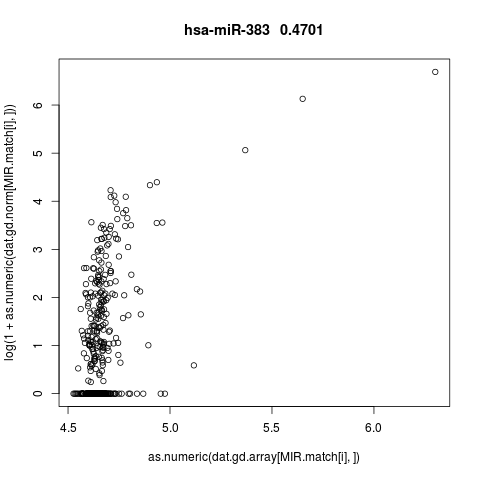 hsa-miR-383 0.4701
log(1 + as.numeric(dat.gd.norm[MIR.match[i], ]))
6
5
4
3
2
1
0
4.5 5.0 5.5 6.0
as.numeric(dat.gd.array[MIR.match[i], ])